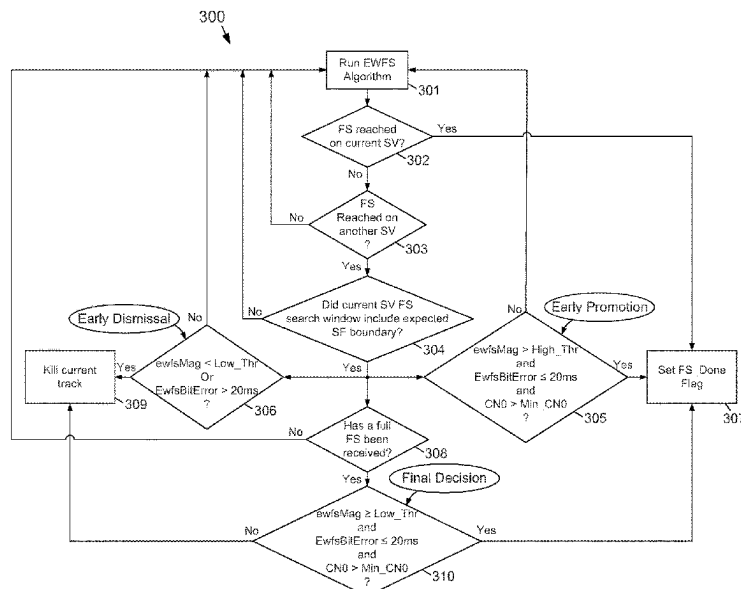 300
Run EWFS
Algorithm
301
FS reached
on current SV?
302
Yes
No
FS
Reached on
another SV
?
303
No
Yes
Did current SV FS
search window include expected
SF boundary?
304
No
Yes
Early Dismissal
No
ewfsMag < Low_Thr
Or
EwfsBitError > 20ms
?
306
Yes
Kill current
track
309
Early Promotion
No
ewfsMag > High_Thr
and
EwfsBitError ≤ 20ms
and
CN0 > Min_CN0
?
305
Yes
Set FS_Done
Flag
307
Has a full
FS been
received?
308
No
Yes
Final Decision
ewfsMag ≥ Low_Thr
and
EwfsBitError ≤ 20ms
and
CN0 > Min_CN0
?
310
No
Yes